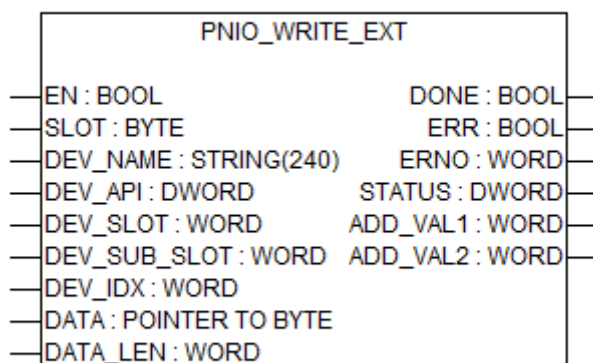 PNIO_WRITE_EXT
EN : BOOL DONE : BOOL
SLOT : BYTE ERR : BOOL
DEV_NAME : STRING(240) ERNO : WORD
DEV_API : DWORD STATUS : DWORD
DEV_SLOT : WORD ADD_VAL1 : WORD
DEV_SUB_SLOT : WORD ADD_VAL2 : WORD
DEV_IDX : WORD
DATA : POINTER TO BYTE
DATA_LEN : WORD